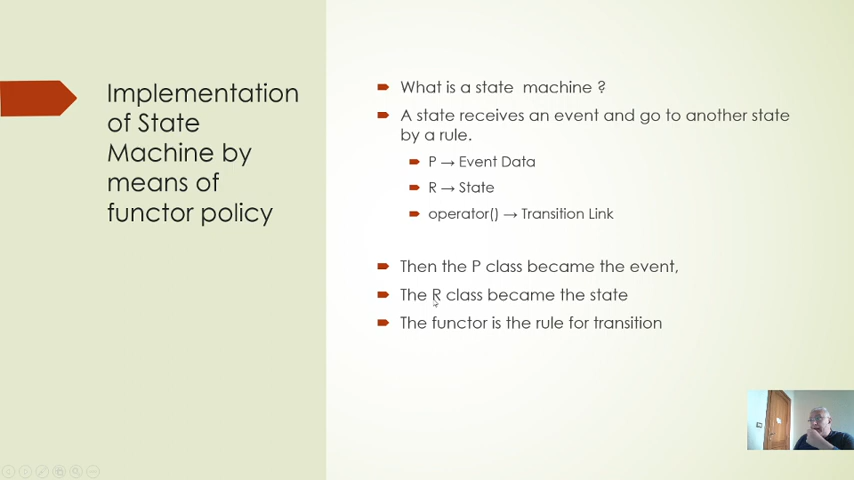 Implementation
of State
Machine by
means of
functor policy
What is a state  machine ?
A state receives an event and go to another state
by a rule.
P → Event Data
R → State
operator() → Transition Link
Then the P class became the event,
The R class became the state
The functor is the rule for transition